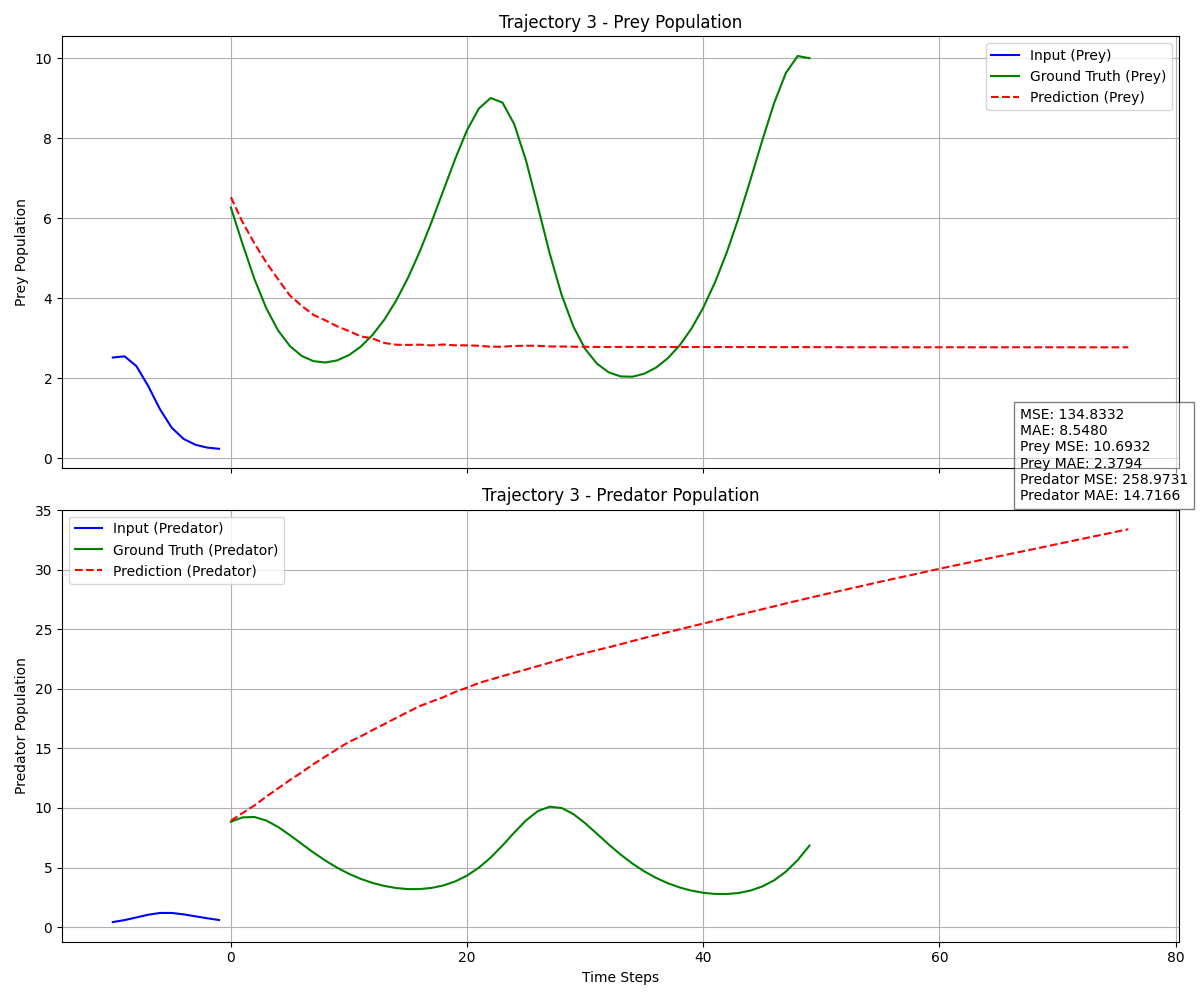 Trajectory 3 - Prey Population
10
8
6
4
2
0
Prey Population
Input (Prey)
Ground Truth (Prey)
Prediction (Prey)
MSE: 134.8332
MAE: 8.5480
Prey MSE: 10.6932
Prey MAE: 2.3794
Predator MSE: 258.9731
Predator MAE: 14.7166
Trajectory 3 - Predator Population
35
30
25
20
15
10
5
0
Predator Population
Input (Predator)
Ground Truth (Predator)
Prediction (Predator)
0 20 40 60 80
Time Steps